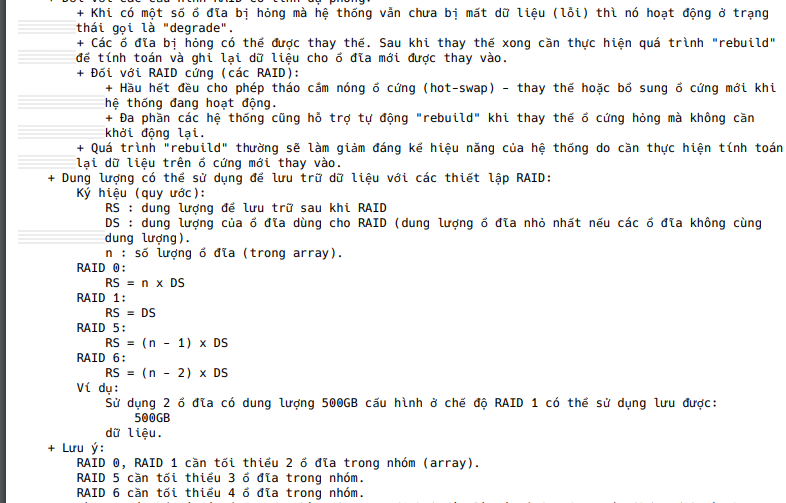 + Khi có một số ổ đĩa bị hỏng mà hệ thống vẫn chưa bị mất dữ liệu (lỗi) thì nó hoạt động ở trạng
thái gọi là "degrade".
+ Các ổ đĩa bị hỏng có thể được thay thế. Sau khi thay thế xong cần thực hiện quá trình "rebuild"
để tính toán và ghi lại dữ liệu cho ổ đĩa mới được thay vào.
+ Đối với RAID cứng (các RAID):
+ Hầu hết đều cho phép tháo cắm nóng ổ cứng (hot-swap) - thay thế hoặc bổ sung ổ cứng mới khi
hệ thống đang hoạt động.
+ Đa phần các hệ thống cũng hỗ trợ tự động "rebuild" khi thay thế ổ cứng hỏng mà không cần
khởi động lại.
+ Quá trình "rebuild" thường sẽ làm giảm đáng kể hiệu năng của hệ thống do cần thực hiện tính toán
lại dữ liệu trên ổ cứng mới thay vào.
+ Dung lượng có thể sử dụng để lưu trữ dữ liệu với các thiết lập RAID:
Ký hiệu (quy ước):
RS : dung lượng để lưu trữ sau khi RAID
DS : dung lượng của ổ đĩa dùng cho RAID (dung lượng ổ đĩa nhỏ nhất nếu các ổ đĩa không cùng
dung lượng).
n : số lượng ổ đĩa (trong array).
RAID 0:
RS = n x DS
RAID 1:
RS = DS
RAID 5:
RS = (n - 1) x DS
RAID 6:
RS = (n - 2) x DS
Ví dụ:
Sử dụng 2 ổ đĩa có dung lượng 500GB cấu hình ở chế độ RAID 1 có thể sử dụng lưu được:
500GB
dữ liệu.
+ Lưu ý:
RAID 0, RAID 1 cần tối thiểu 2 ổ đĩa trong nhóm (array).
RAID 5 cần tối thiểu 3 ổ đĩa trong nhóm.
RAID 6 cần tối thiểu 4 ổ đĩa trong nhóm.